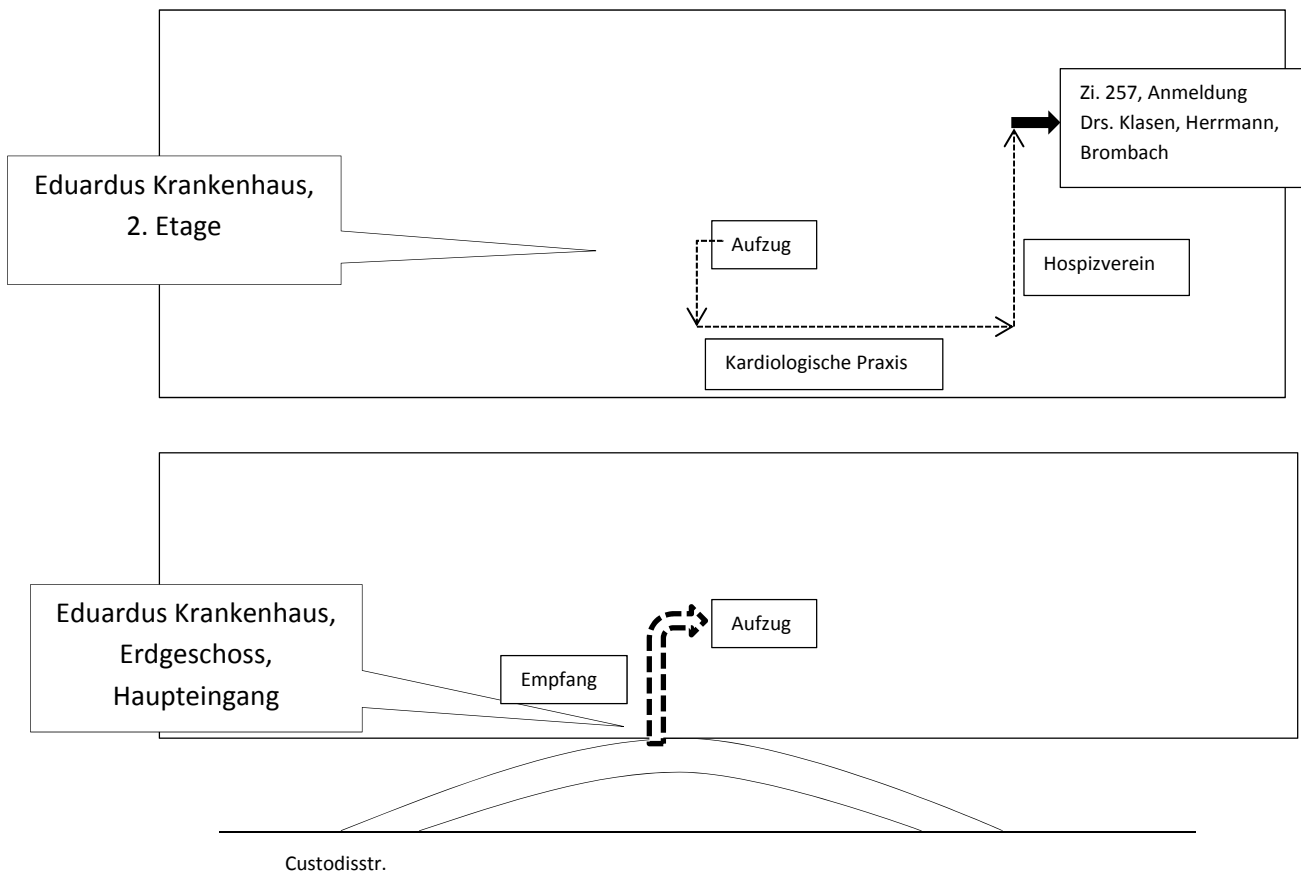 Zi. 257, Anmeldung
Drs. Klasen, Herrmann,
Brombach
Eduardus Krankenhaus,
2. Etage
Aufzug
Hospizverein
Kardiologische Praxis
Eduardus Krankenhaus,
Erdgeschoss,
Haupteingang
Aufzug
Empfang
Custodisstr.